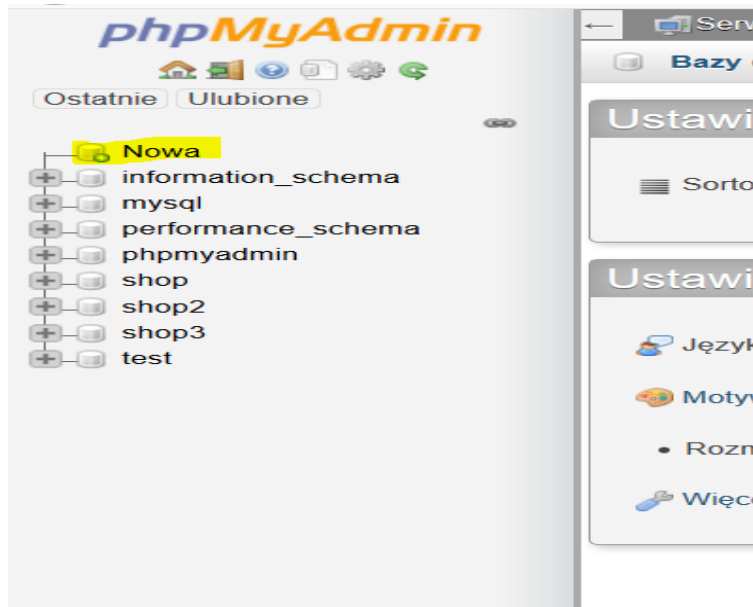 phpMyAdmin
Ostatnie Ulubione
Nowa
information_schema
mysql
performance_schema
phpmyadmin
shop
shop2
shop3
test
Serw
Bazy
Ustawi
Sorto
Ustawi
Język
Motyw
Rozm
Więce